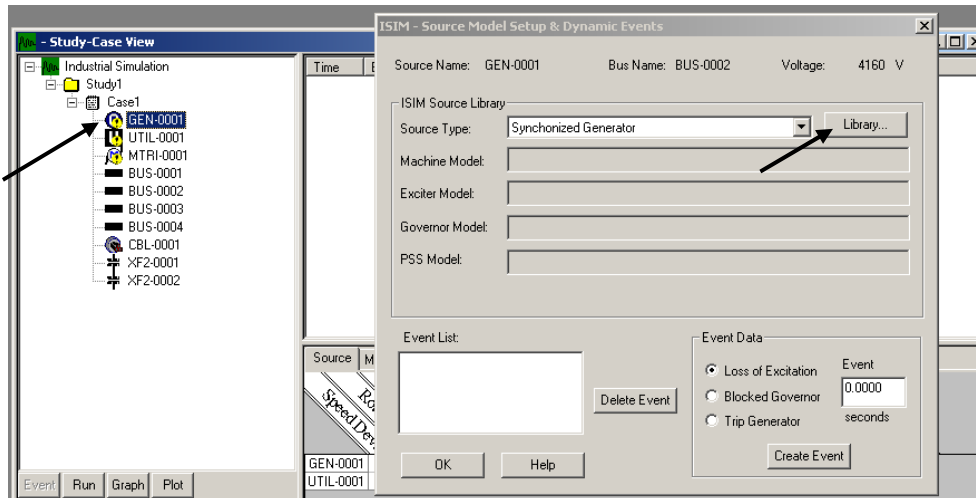 - Study-Case View
Industrial Simulation
Study1
Case1
GEN-0001
UTIL-0001
MTRI-0001
BUS-0001
BUS-0002
BUS-0003
BUS-0004
CBL-0001
XF2-0001
XF2-0002
Event Run Graph Plot
Time
Source M
Speed Dev
GEN-0001
UTIL-0001
ISIM - Source Model Setup & Dynamic Events
Source Name: GEN-0001 Bus Name: BUS-0002 Voltage: 4160 V
ISIM Source Library
Source Type: Synchonized Generator Library...
Machine Model:
Exciter Model:
Governor Model:
PSS Model:
Event List:
Delete Event
OK Help
Event Data
Loss of Excitation
Blocked Governor
Trip Generator
Event
0.0000
seconds
Create Event